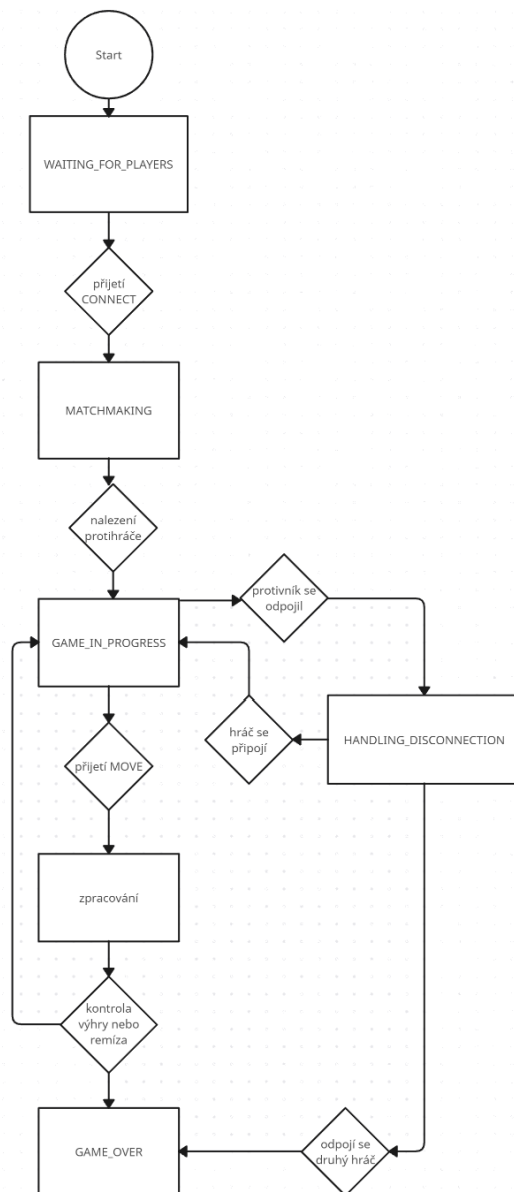 Start
WAITING_FOR_PLAYERS
přijetí
CONNECT
MATCHMAKING
nalezení
protihráče
protivník se
odpojil
GAME_IN_PROGRESS
hráč se
připojí
HANDLING_DISCONNECTION
přijetí MOVE
zpracování
kontrola
výhry nebo
remíza
odpojí se
druhý hráč
GAME_OVER